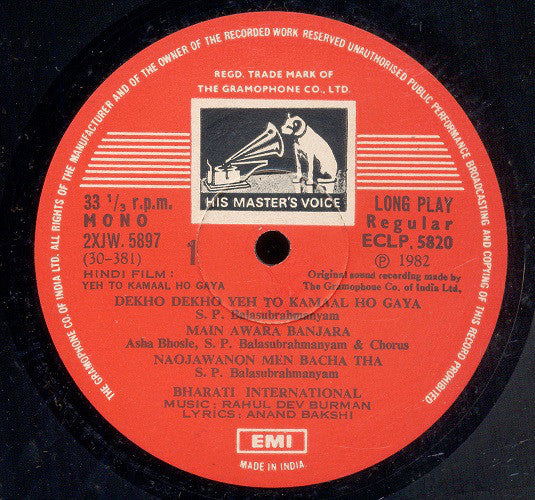 THE GRAMOPHONE CO. OF INDIA LTD. ALL RIGHTS OF THE MANUFACTURER AND OF THE OWNER OF THE RECORDED WORK RESERVED UNAUTHORISED PUBLIC PERFORMANCE BROADCASTING AND COPYING OF THIS RECORD PROHIBITED
REGD. TRADE MARK OF
THE GRAMOPHONE CO., LTD.
HIS MASTER'S VOICE
33 1/3 r.p.m.
MONO
2XJW. 5897
(30-381)
1
LONG PLAY
Regular
ECLP. 5820
Ⓟ 1982
HINDI FILM :
YEH TO KAMAAL HO GAYA
Original sound recording made by
The Gramophone Co. of India Ltd.
DEKHO DEKHO YEH TO KAMAAL HO GAYA
S. P. Balasubrahmanyam
MAIN AWARA BANJARA
Asha Bhosle, S. P. Balasubrahmanyam & Chorus
NAOJAWANON MEN BACHA THA
S. P. Balasubrahmanyam
BHARATI INTERNATIONAL
MUSIC: RAHUL DEV BURMAN
LYRICS: ANAND BAKSHI
EMI
MADE IN INDIA